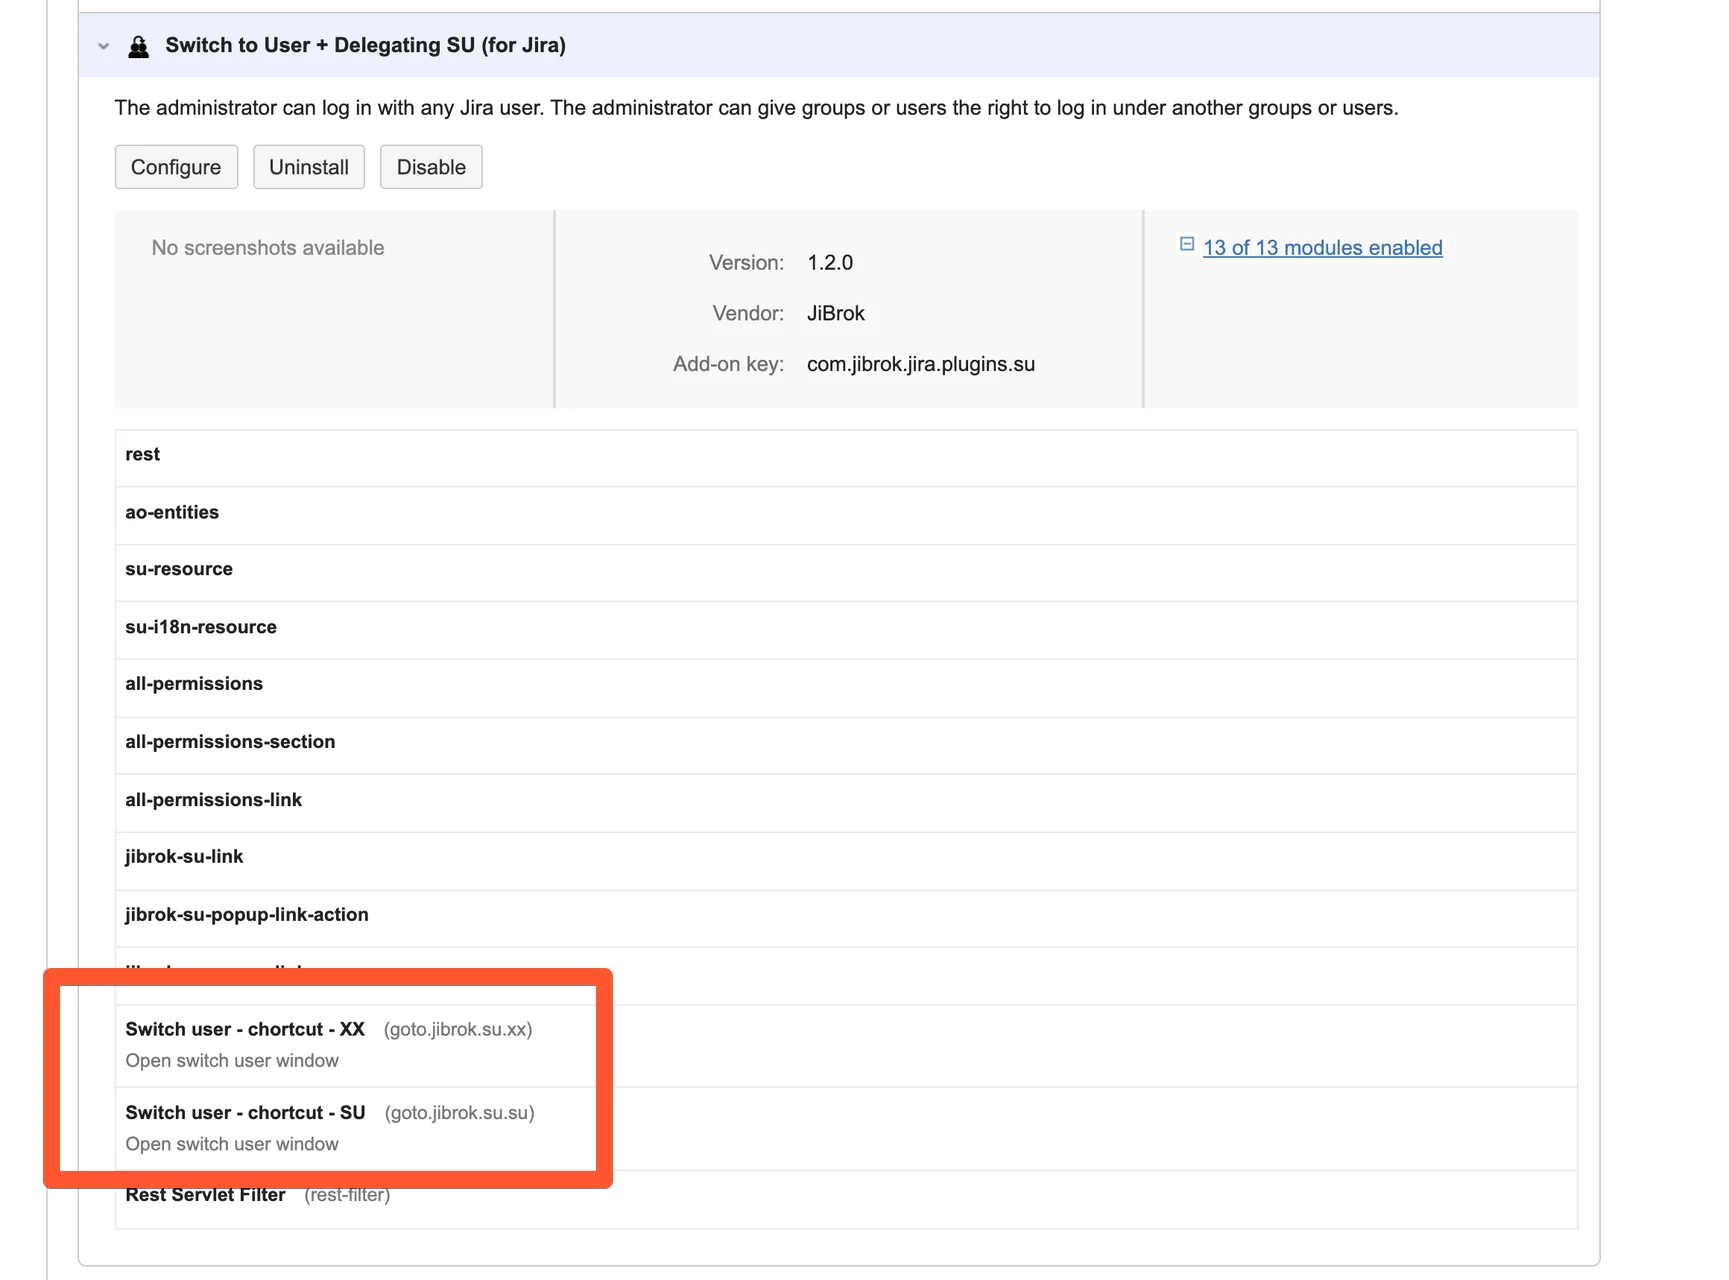 Switch to User + Delegating SU (for Jira)
The administrator can log in with any Jira user. The administrator can give groups or users the right to log in under another groups or users.
Configure Uninstall Disable
No screenshots available
Version: 1.2.0
Vendor: JiBrok
Add-on key: com.jibrok.jira.plugins.su
13 of 13 modules enabled
rest
ao-entities
su-resource
su-i18n-resource
all-permissions
all-permissions-section
all-permissions-link
jibrok-su-link
jibrok-su-popup-link-action
Switch user - chortcut - XX (goto.jibrok.su.xx)
Open switch user window
Switch user - chortcut - SU (goto.jibrok.su.su)
Open switch user window
Rest Servlet Filter (rest-filter)